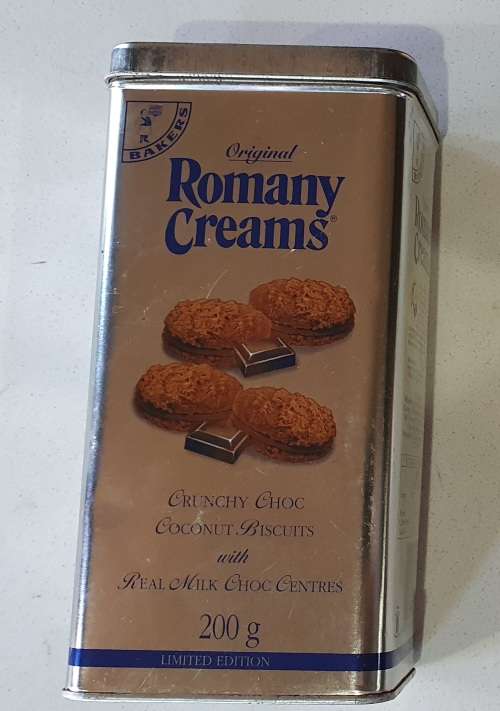 BAKERS
Original
Romany
Creams®
CRUNCHY CHOC
COCONUT BISCUITS
with
REAL MILK CHOC CENTRES
200 g
LIMITED EDITION